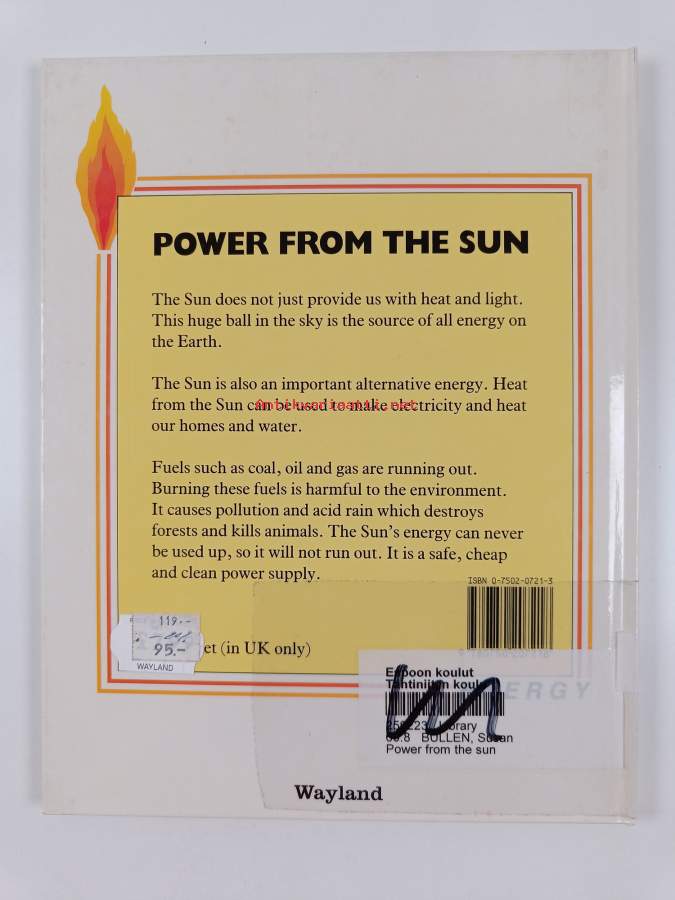 POWER FROM THE SUN
The Sun does not just provide us with heat and light.
This huge ball in the sky is the source of all energy on
the Earth.
The Sun is also an important alternative energy. Heat
from the Sun can be used to make electricity and heat
our homes and water.
Antikvariaatti.net
Fuels such as coal, oil and gas are running out.
Burning these fuels is harmful to the environment.
It causes pollution and acid rain which destroys
forests and kills animals. The Sun's energy can never
be used up, so it will not run out. It is a safe, cheap
and clean power supply.
ISBN 0-7502-0721-3
119.-
95.-
WAYLAND
et (in UK only)
Espoon koulut
ERGY
BULLEN, Susan
Power from the sun
Wayland